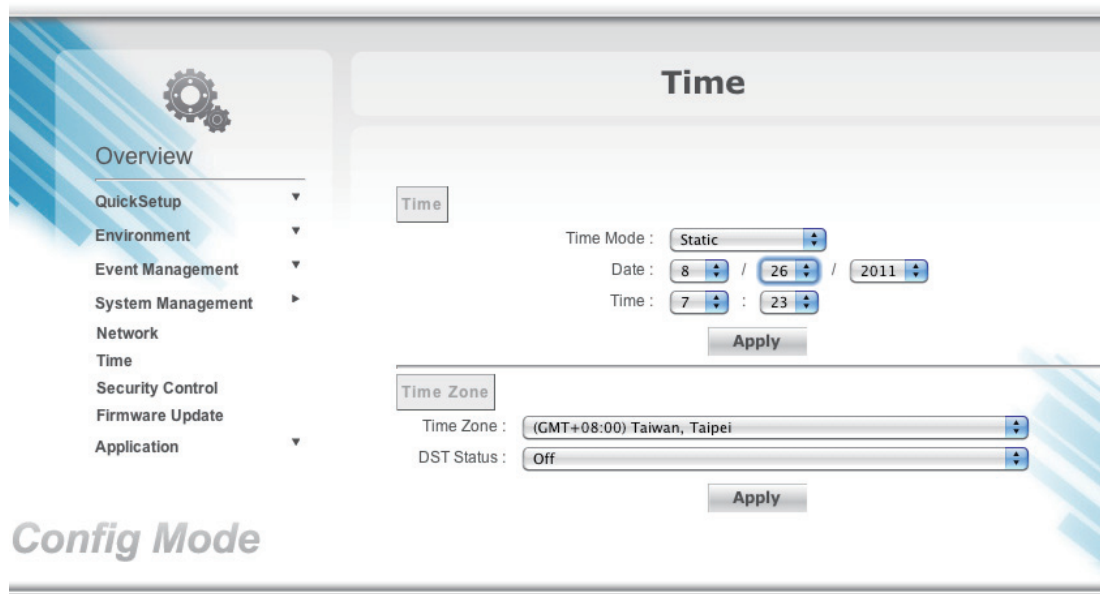 Time
Overview
QuickSetup
Environment
Event Management
System Management
Network
Time
Security Control
Firmware Update
Application
Config Mode
Time
Time Mode : Static
Date : 8 / 26 / 2011
Time : 7 : 23
Apply
Time Zone
Time Zone : (GMT+08:00) Taiwan, Taipei
DST Status : Off
Apply